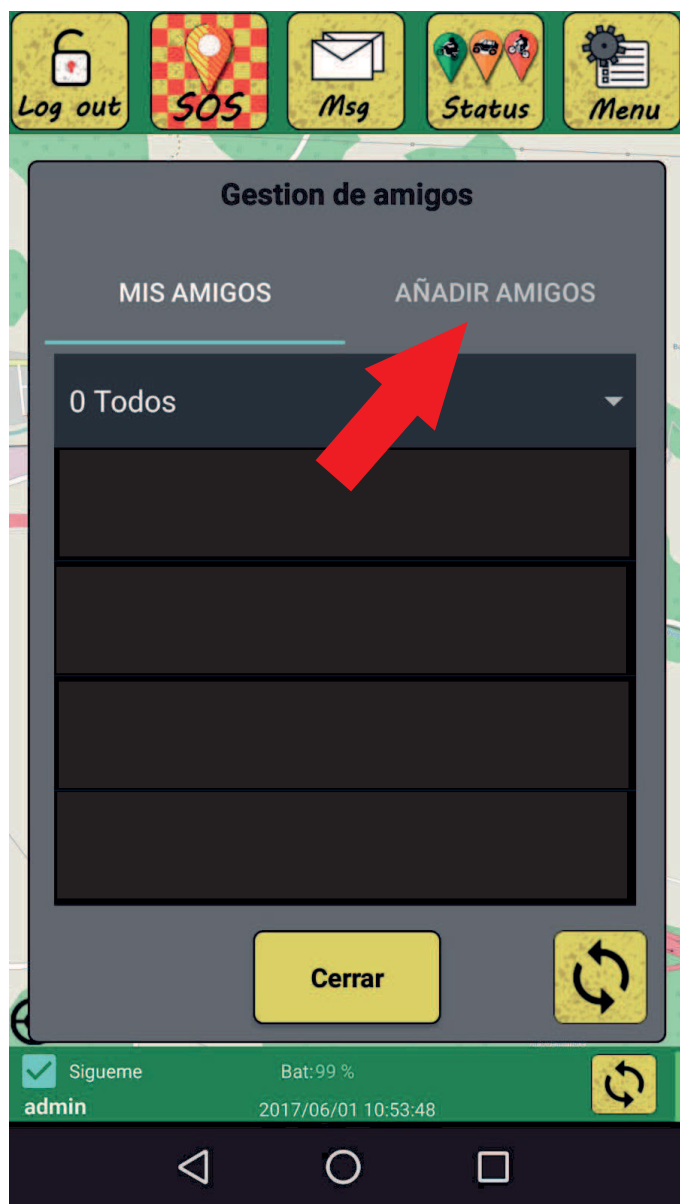 Log out SOS Msg Status Menu
Gestion de amigos
MIS AMIGOS AÑADIR AMIGOS
0 Todos
Cerrar
Sigueme Bat:99 %
admin 2017/06/01 10:53:48